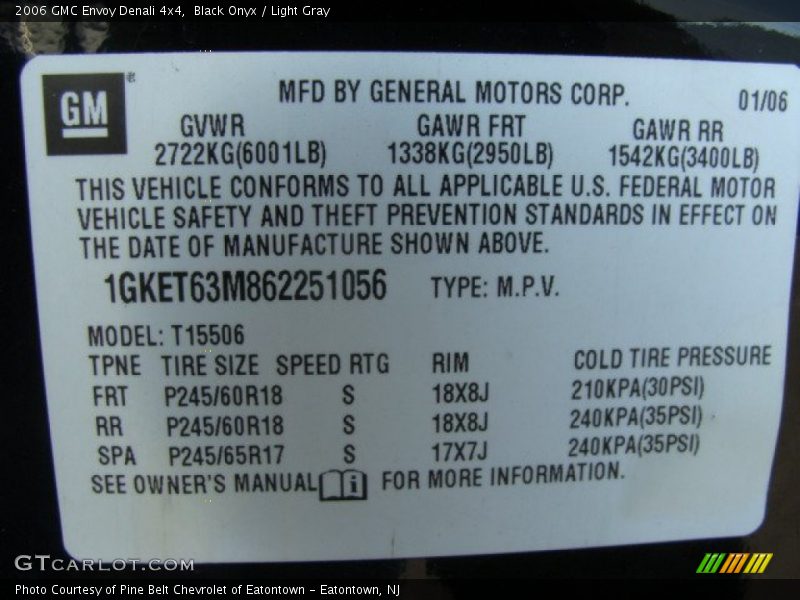 2006 GMC Envoy Denali 4x4,  Black Onyx / Light Gray
GM ®
MFD BY GENERAL MOTORS CORP.
01/06
GVWR GAWR FRT GAWR RR
2722KG(6001LB) 1338KG(2950LB) 1542KG(3400LB)
THIS VEHICLE CONFORMS TO ALL APPLICABLE U.S. FEDERAL MOTOR
VEHICLE SAFETY AND THEFT PREVENTION STANDARDS IN EFFECT ON
THE DATE OF MANUFACTURE SHOWN ABOVE.
1GKET63M862251056 TYPE: M.P.V.
MODEL: T15506
TPNE TIRE SIZE SPEED RTG RIM COLD TIRE PRESSURE
FRT P245/60R18 S 18X8J 210KPA(30PSI)
RR P245/60R18 S 18X8J 240KPA(35PSI)
SPA P245/65R17 S 17X7J 240KPA(35PSI)
SEE OWNER'S MANUAL i FOR MORE INFORMATION.
GTCARLOT.COM
Photo Courtesy of Pine Belt Chevrolet of Eatontown - Eatontown, NJ